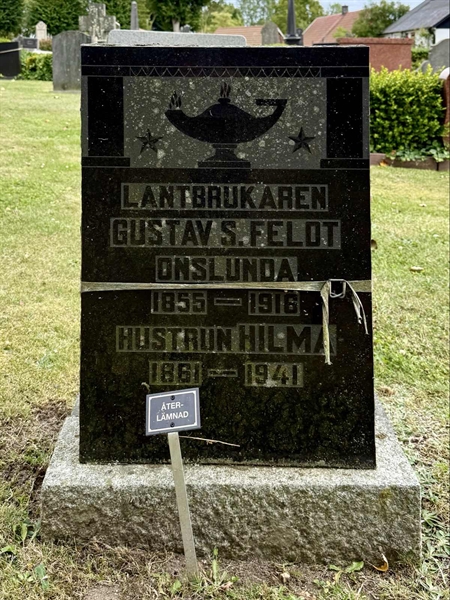 LANTBRUKAREN
GUSTAV S. FELDT
ONSLUNDA
1855 — 1916
HUSTRUN HILMA
1861 — 1941
ÅTER-
LÄMNAD